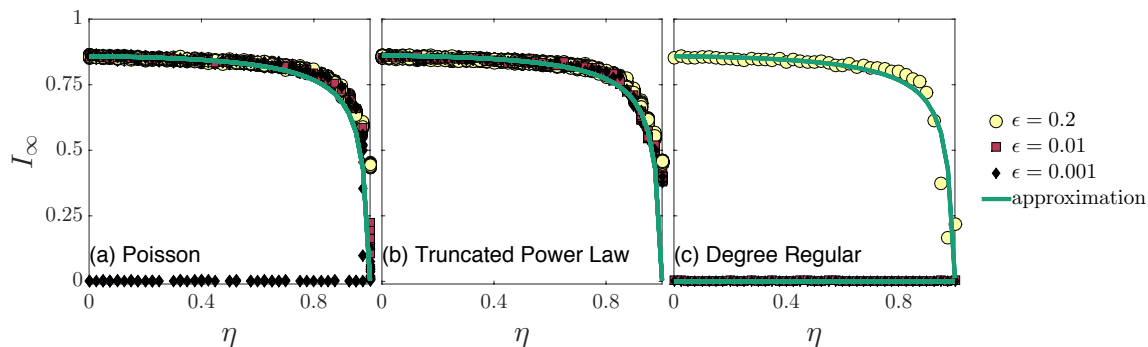 1
0.75
0.5
0.25
0
I∞
(a) Poisson
(b) Truncated Power Law
(c) Degree Regular
0 0.4 0.8
0 0.4 0.8
0 0.4 0.8
η
η
η
ϵ = 0.2
ϵ = 0.01
ϵ = 0.001
approximation